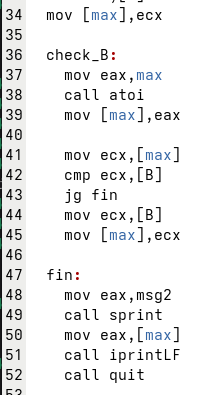 34 mov [max],ecx
35
36 check_B:
37 mov eax,max
38 call atoi
39 mov [max],eax
40
41 mov ecx,[max]
42 cmp ecx,[B]
43 jg fin
44 mov ecx,[B]
45 mov [max],ecx
46
47 fin:
48 mov eax,msg2
49 call sprint
50 mov eax,[max]
51 call iprintLF
52 call quit